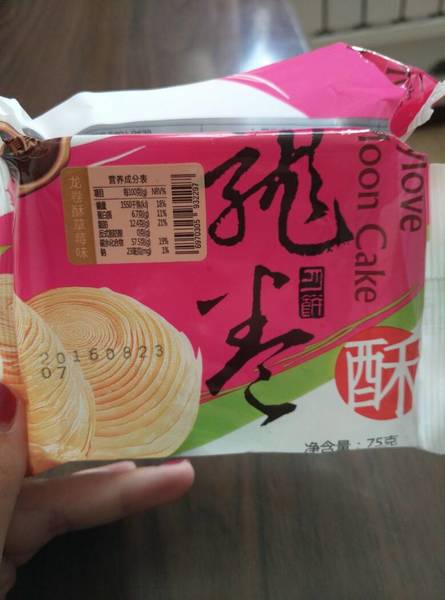 龙卷酥草莓味
营养成分表
项目 每100克(g) NRV%
能量 1550千焦(kJ) 18%
蛋白质 6.7克(g) 11%
脂肪 12.4克(g) 21%
反式脂肪酸 0克(g)
碳水化合物 57.5克(g) 19%
钠 23毫克(mg) 1%
6970305 932297
龙卷
月饼
酥
love
Moon Cake
20160823
07
净含量：75克